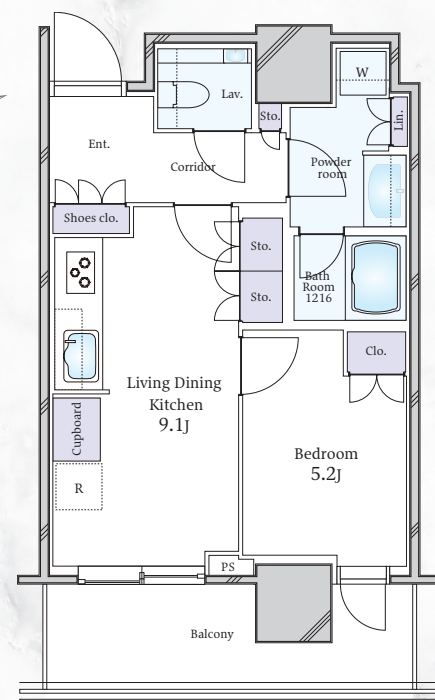 W
Lav.
Lin.
Sto.
Ent.
Powder
room
Corridor
Shoes clo.
Sto.
Bath
Room
1216
Sto.
Clo.
Living Dining
Kitchen
9.1J
Cupboard
Bedroom
5.2J
R
PS
Balcony